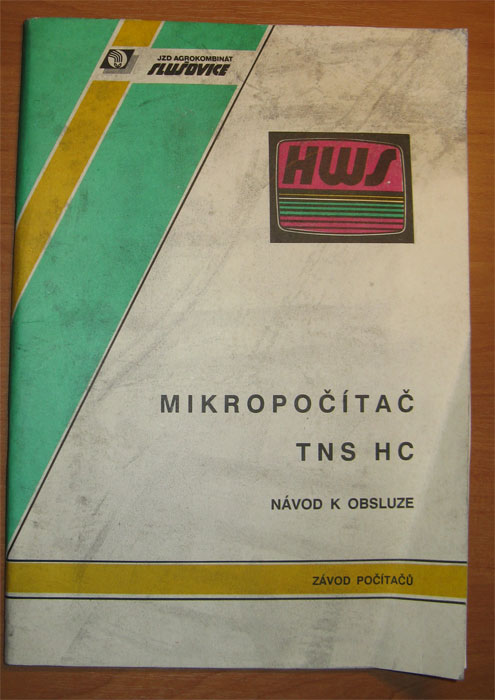 JZD AGROKOMBINÁT
SLUŠOVICE
HWS
MIKROPOČÍTAČ
TNS HC
NÁVOD K OBSLUZE
ZÁVOD POČÍTAČŮ